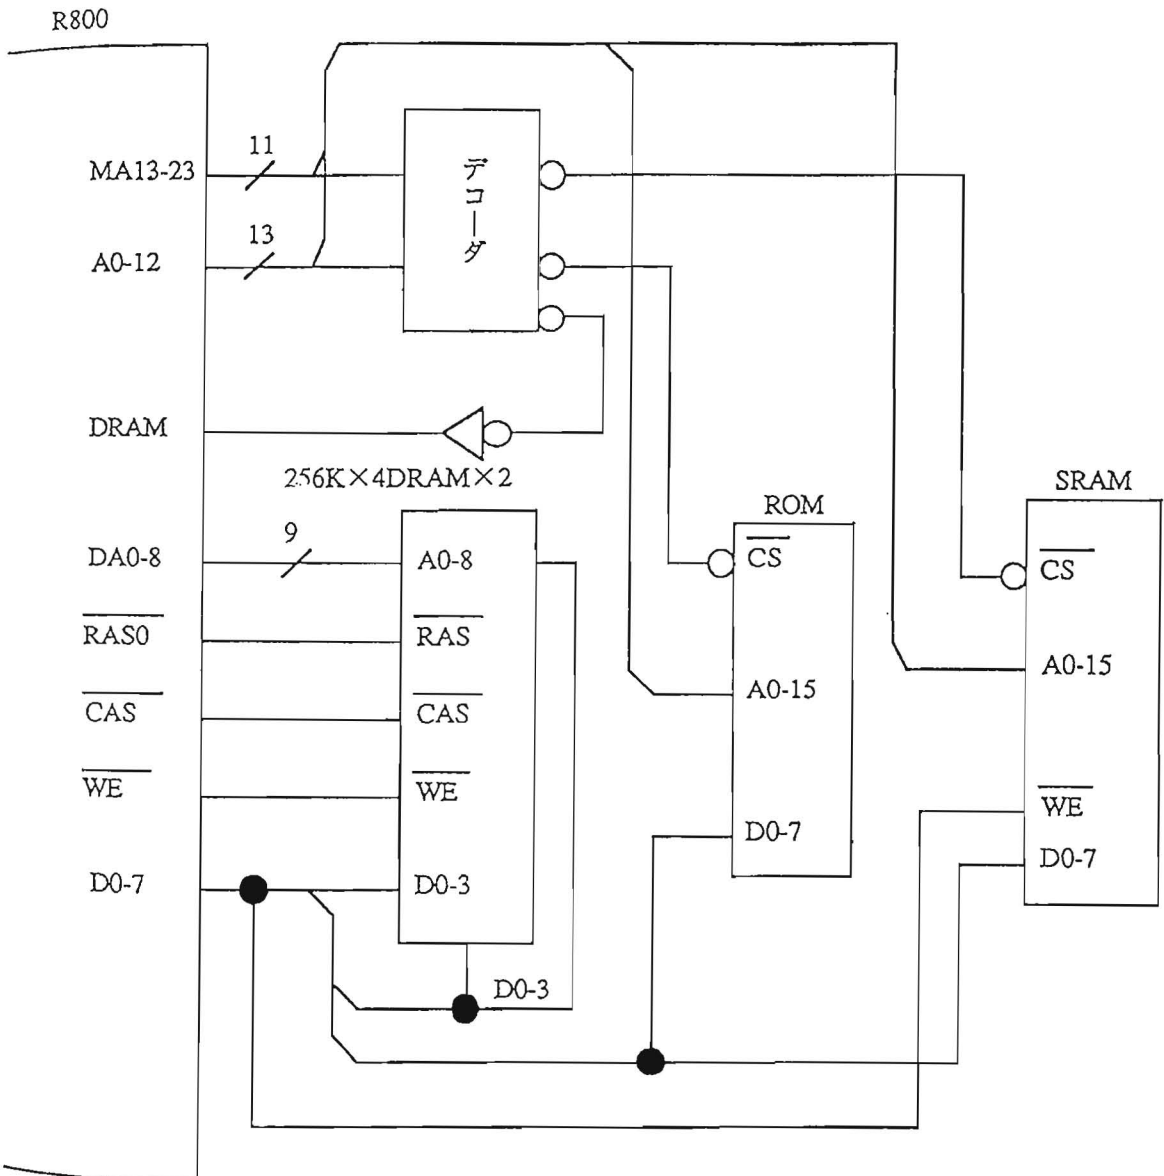 R800
MA13-23
11
デコーダ
A0-12
13
DRAM
256K×4DRAM×2
ROM
SRAM
DA0-8
9
A0-8
CS
CS
RAS0
RAS
A0-15
A0-15
CAS
CAS
WE
WE
WE
D0-7
D0-7
D0-7
D0-3
D0-3